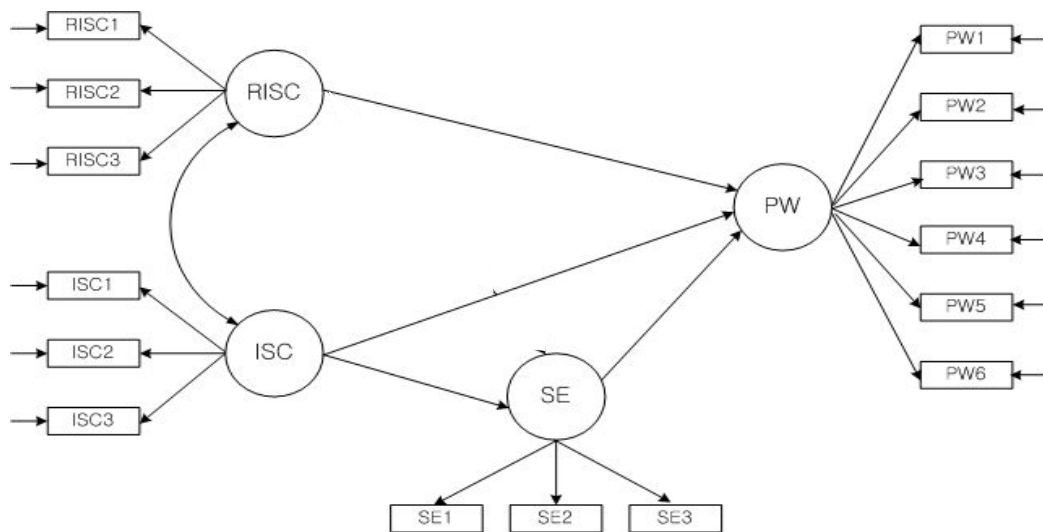 RISC1
RISC2
RISC3
RISC
ISC1
ISC2
ISC3
ISC
SE
SE1
SE2
SE3
PW
PW1
PW2
PW3
PW4
PW5
PW6